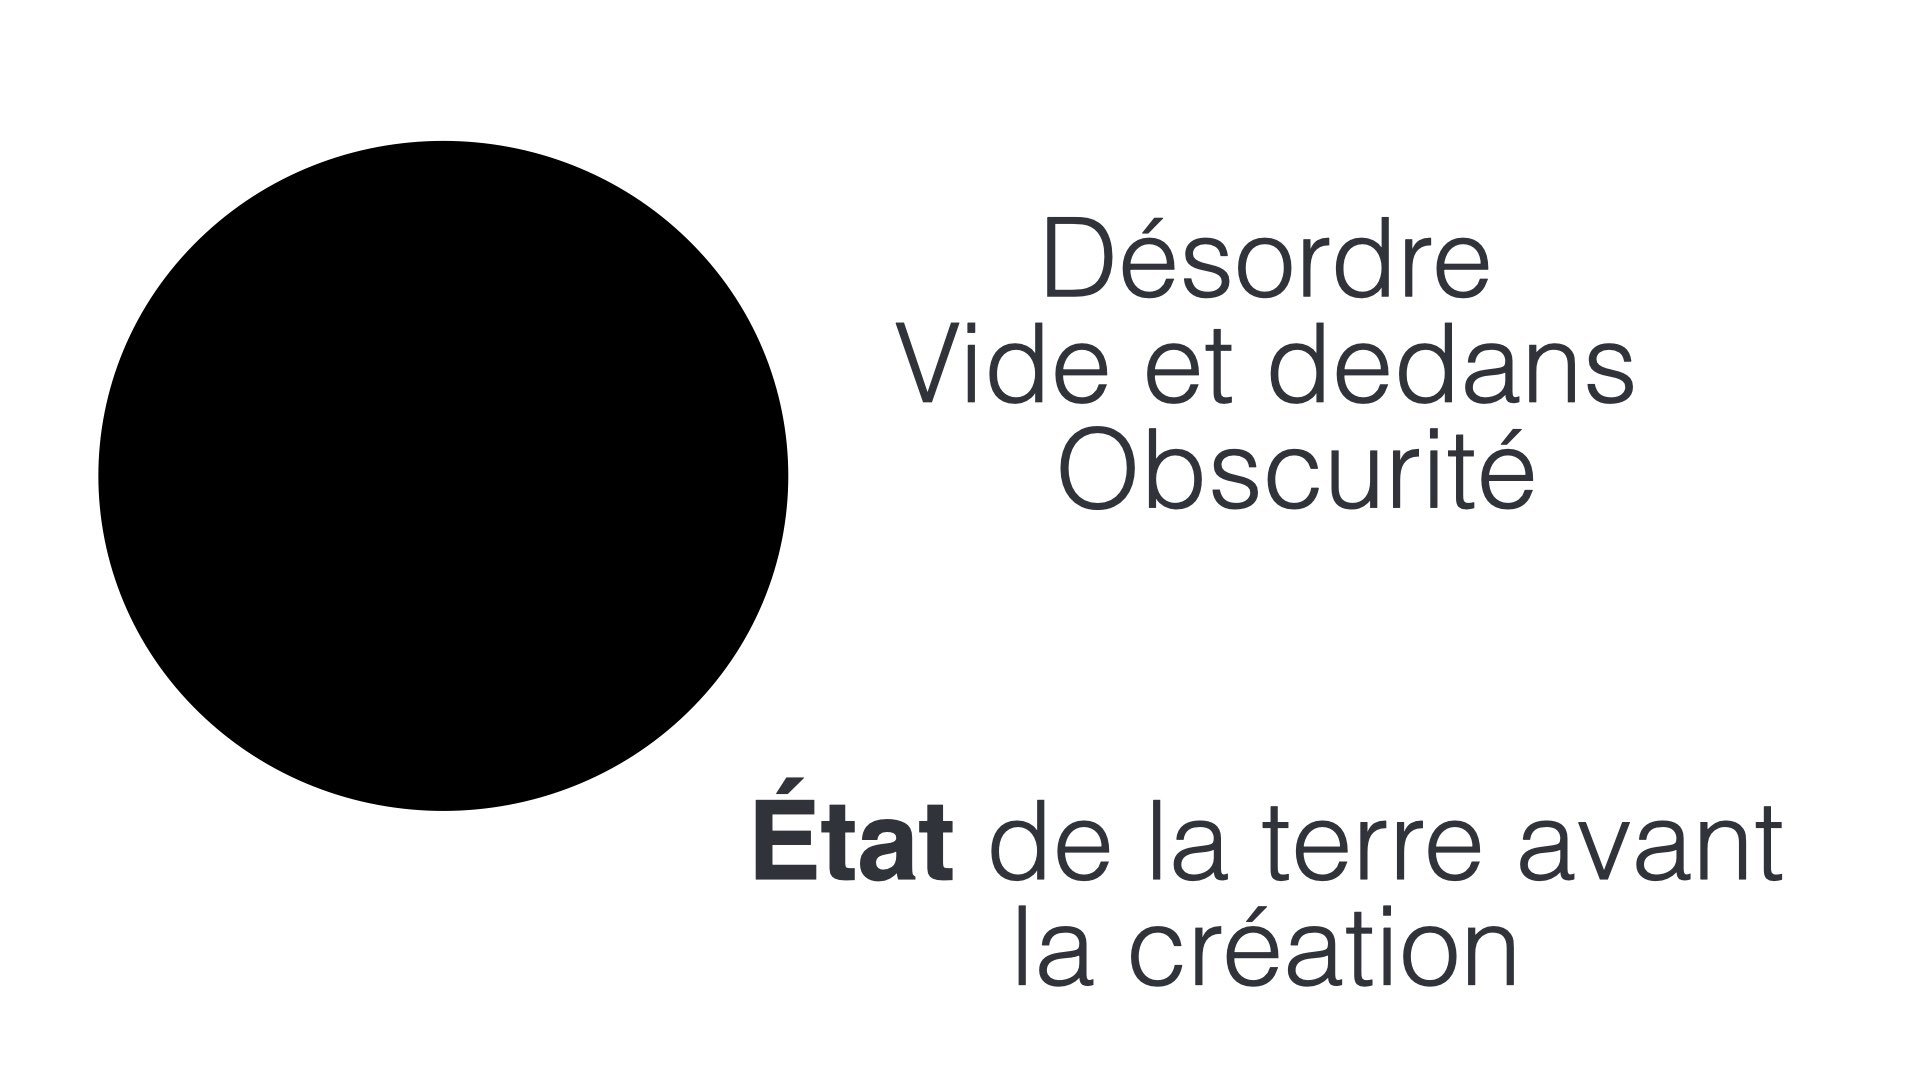 Désordre
Vide et dedans
Obscurité
État de la terre avant
la création